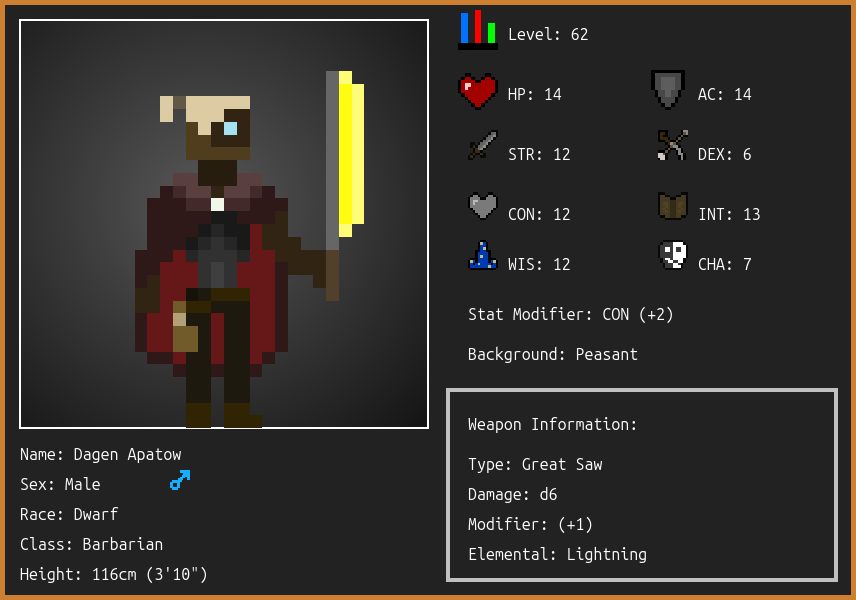 Level: 62
HP: 14
AC: 14
STR: 12
DEX: 6
CON: 12
INT: 13
WIS: 12
CHA: 7
Stat Modifier: CON (+2)
Background: Peasant
Weapon Information:
Type: Great Saw
Damage: d6
Modifier: (+1)
Elemental: Lightning
Name: Dagen Apatow
Sex: Male
Race: Dwarf
Class: Barbarian
Height: 116cm (3'10")